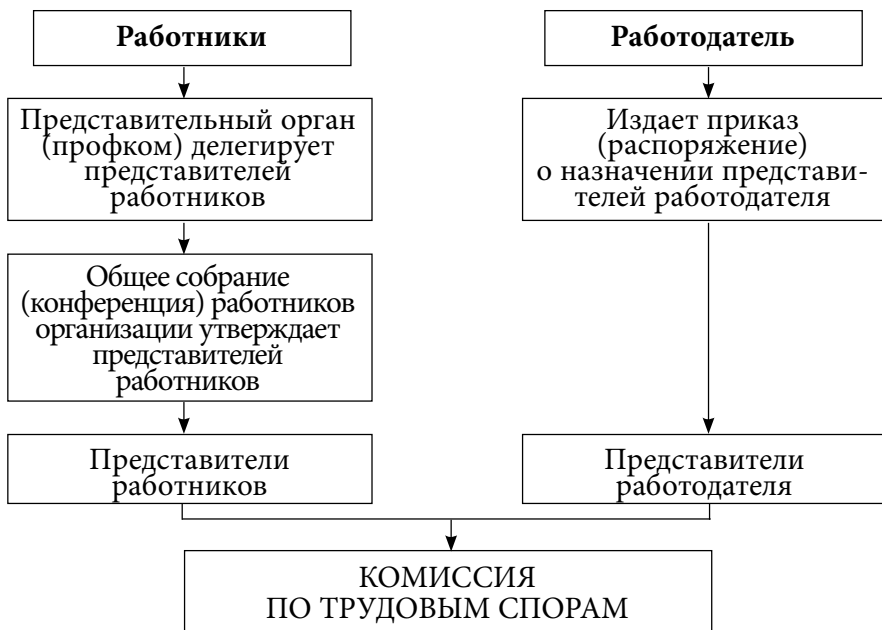 Работники
Представительный орган
(профком) делегирует
представителей
работников
Общее собрание
(конференция) работников
организации утверждает
представителей
работников
Представители
работников
Работодатель
Издает приказ
(распоряжение)
о назначении представи-
телей работодателя
Представители
работодателя
КОМИССИЯ
ПО ТРУДОВЫМ СПОРАМ